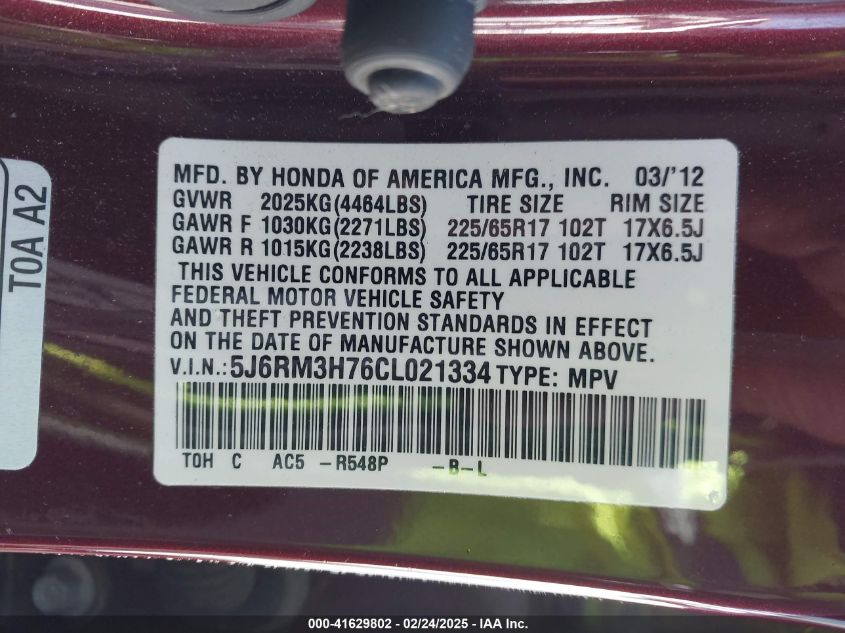 MFD. BY HONDA OF AMERICA MFG., INC. 03/'12
GVWR 2025KG(4464LBS) TIRE SIZE RIM SIZE
GAWR F 1030KG(2271LBS) 225/65R17 102T 17X6.5J
GAWR R 1015KG(2238LBS) 225/65R17 102T 17X6.5J
THIS VEHICLE CONFORMS TO ALL APPLICABLE
FEDERAL MOTOR VEHICLE SAFETY
AND THEFT PREVENTION STANDARDS IN EFFECT
ON THE DATE OF MANUFACTURE SHOWN ABOVE.
V.I.N.: 5J6RM3H76CL021334 TYPE: MPV
TOH C AC5 -R548P -B-L
TOA A2
000-41629802 - 02/24/2025 - © IAA Holdings, Inc.